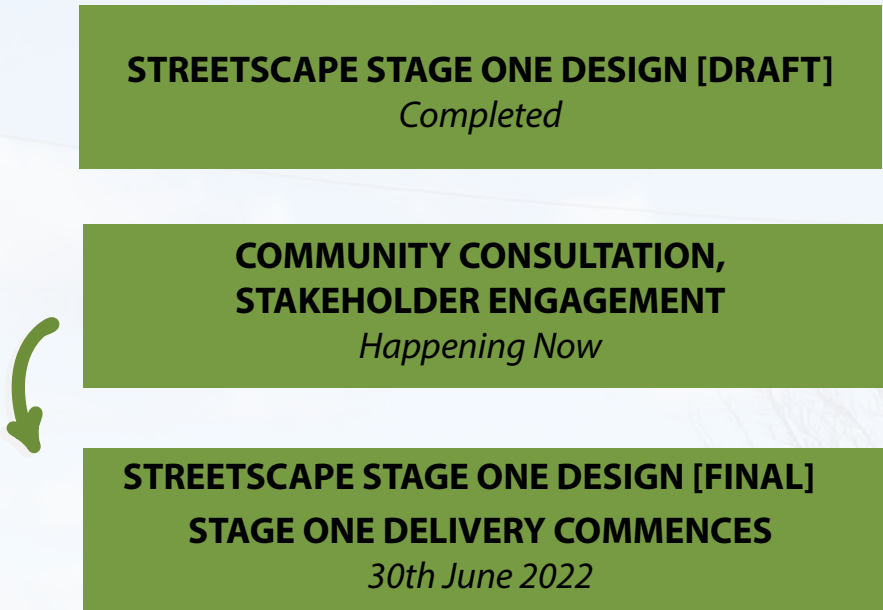 STREETSCAPE STAGE ONE DESIGN [DRAFT]
Completed
COMMUNITY CONSULTATION,
STAKEHOLDER ENGAGEMENT
Happening Now
STREETSCAPE STAGE ONE DESIGN [FINAL]
STAGE ONE DELIVERY COMMENCES
30th June 2022